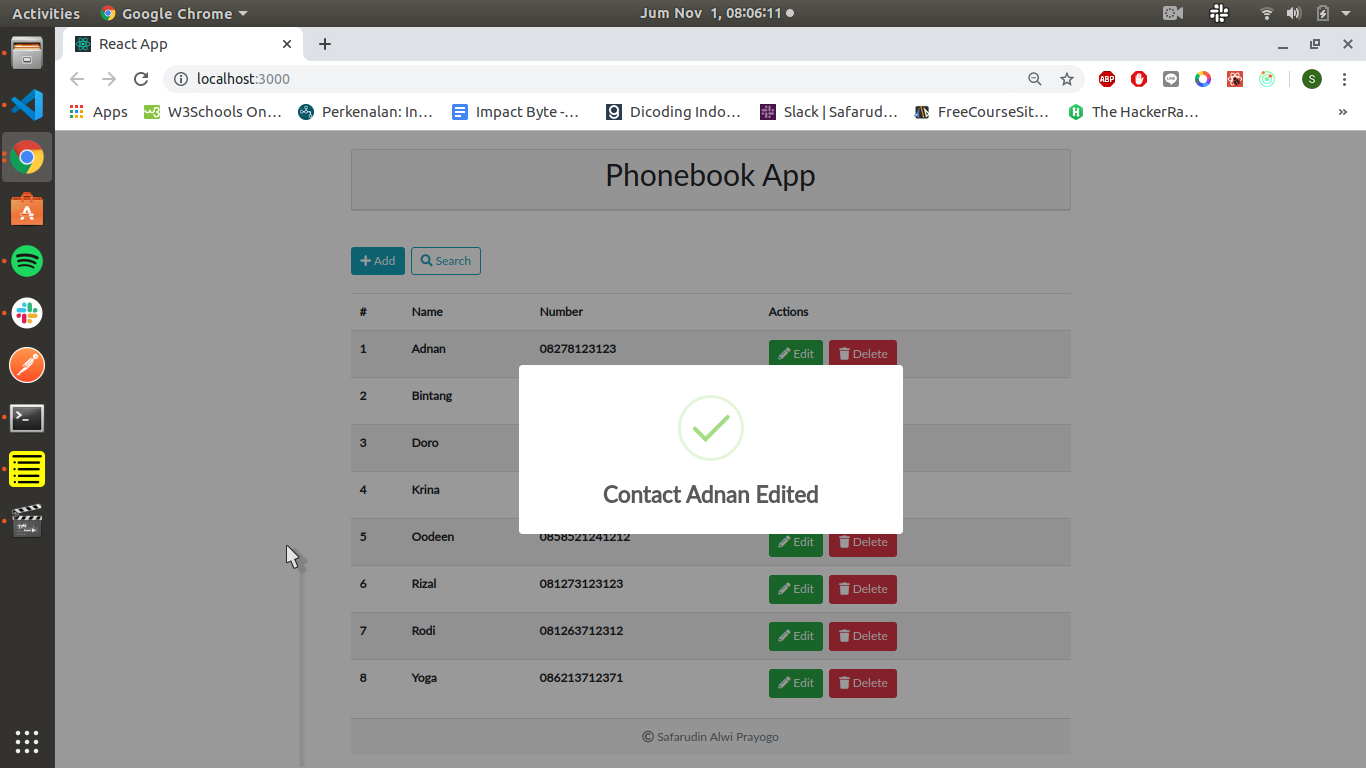 Activities Google Chrome Jum Nov 1, 08:06:11
React App
localhost:3000
ABP S
Apps W3Schools On... Perkenalan: In... Impact Byte -... Dicoding Indo... Slack | Safarud... FreeCourseSit... The HackerRa... »
Phonebook App
Add Search
# Name Number Actions
1 Adnan 08278123123 Edit Delete
2 Bintang
3 Doro
4 Krina
Contact Adnan Edited
5 Oodeen 0858521241212 Edit Delete
6 Rizal 081273123123 Edit Delete
7 Rodi 081263712312 Edit Delete
8 Yoga 086213712371 Edit Delete
© Safarudin Alwi Prayogo